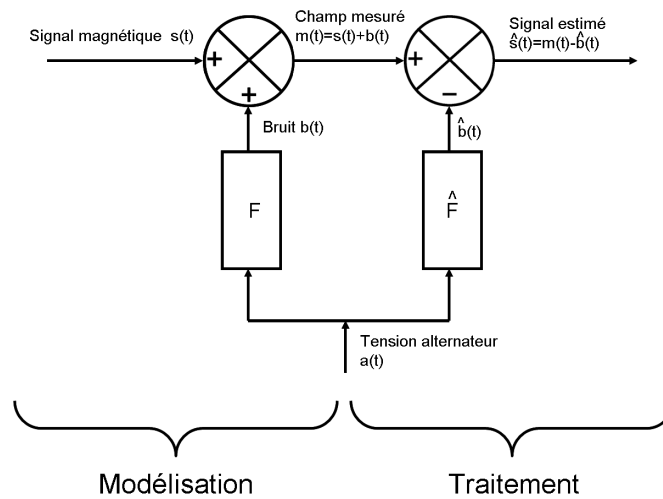 Signal magnétique s(t)
Champ mesuré
m(t)=s(t)+b(t)
Signal estimé
ŝ(t)=m(t)-b̂(t)
+
+
+
−
Bruit b(t)
b̂(t)
F
F̂
Tension alternateur
a(t)
Modélisation
Traitement